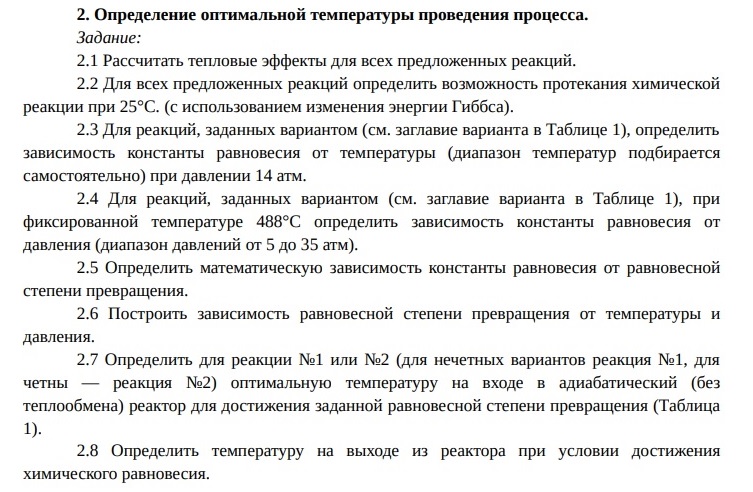 2. Определение оптимальной температуры проведения процесса.
Задание:
2.1 Рассчитать тепловые эффекты для всех предложенных реакций.
2.2 Для всех предложенных реакций определить возможность протекания химической
реакции при 25°С. (с использованием изменения энергии Гиббса).
2.3 Для реакций, заданных вариантом (см. заглавие варианта в Таблице 1), определить
зависимость константы равновесия от температуры (диапазон температур подбирается
самостоятельно) при давлении 14 атм.
2.4 Для реакций, заданных вариантом (см. заглавие варианта в Таблице 1), при
фиксированной температуре 488°С определить зависимость константы равновесия от
давления (диапазон давлений от 5 до 35 атм).
2.5 Определить математическую зависимость константы равновесия от равновесной
степени превращения.
2.6 Построить зависимость равновесной степени превращения от температуры и
давления.
2.7 Определить для реакции №1 или №2 (для нечетных вариантов реакция №1, для
четны — реакция №2) оптимальную температуру на входе в адиабатический (без
теплообмена) реактор для достижения заданной равновесной степени превращения (Таблица
1).
2.8 Определить температуру на выходе из реактора при условии достижения
химического равновесия.